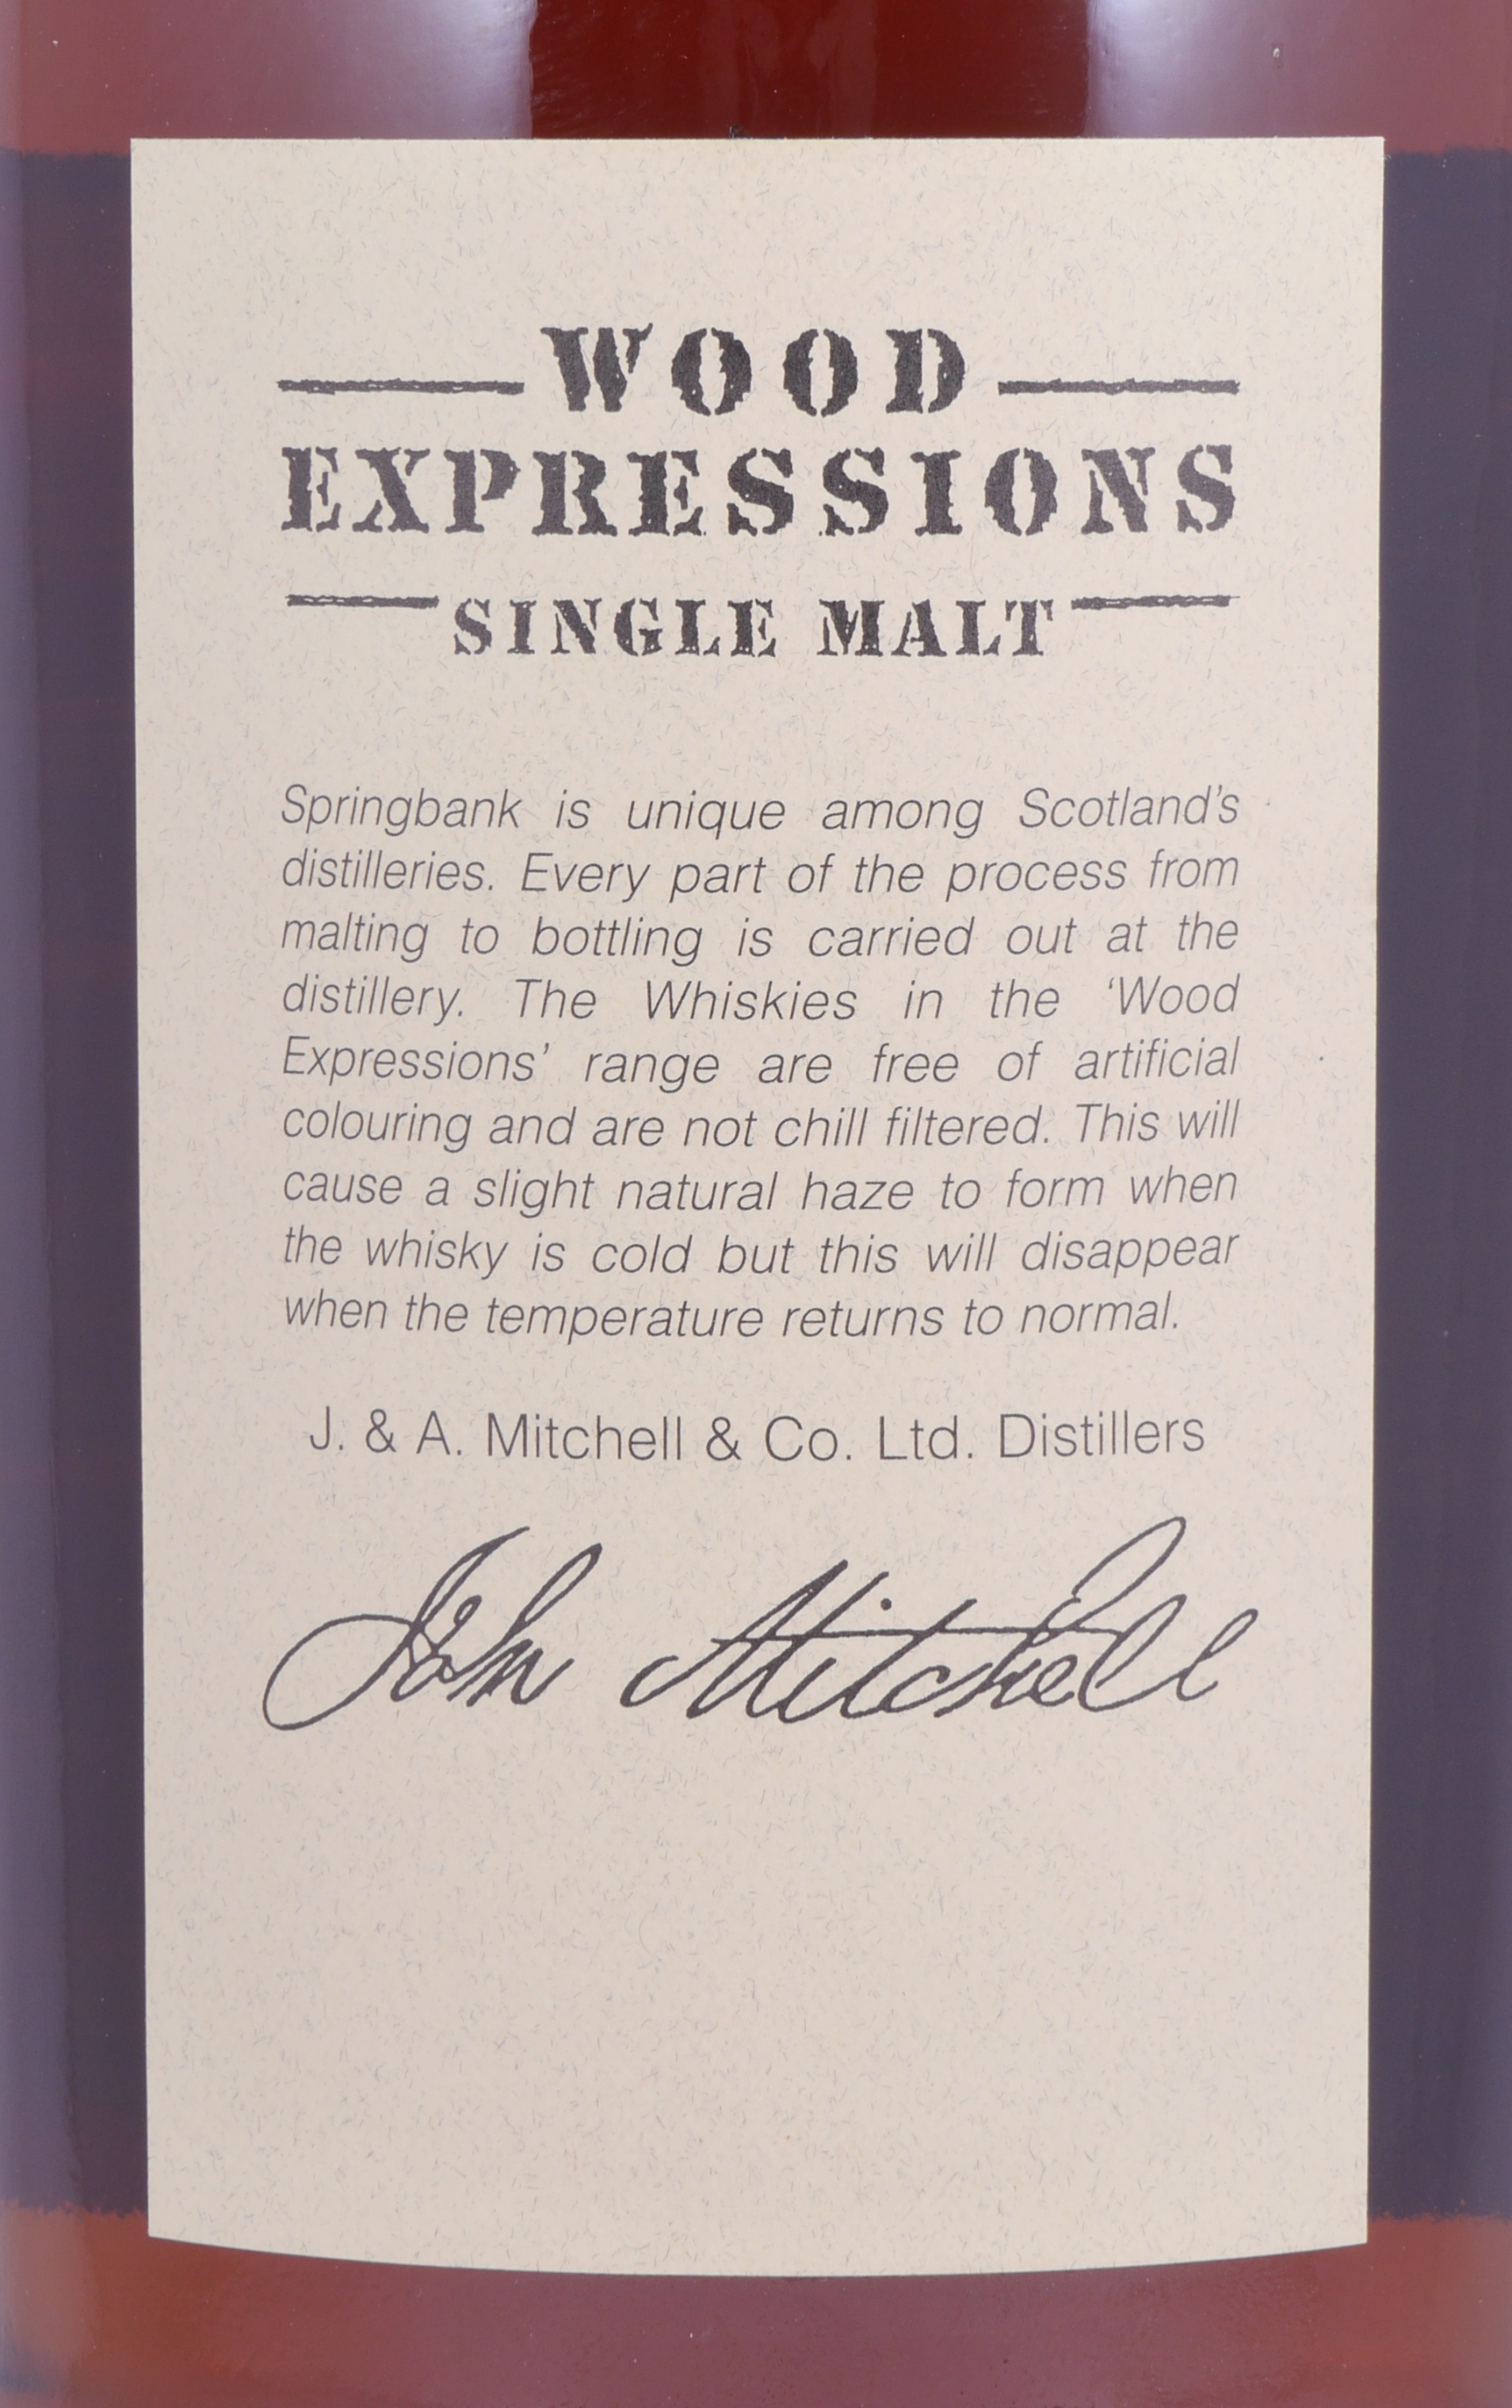 WOOD
EXPRESSIONS
SINGLE MALT
Springbank is unique among Scotland's
distilleries. Every part of the process from
malting to bottling is carried out at the
distillery. The Whiskies in the ‘Wood
Expressions’ range are free of artificial
colouring and are not chill filtered. This will
cause a slight natural haze to form when
the whisky is cold but this will disappear
when the temperature returns to normal.
J. & A. Mitchell & Co. Ltd. Distillers
John Mitchell